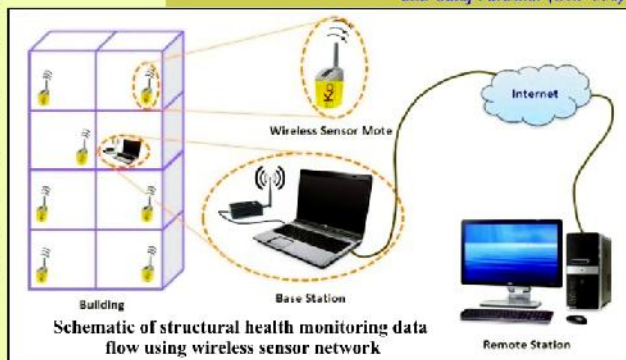 Wireless Sensor Mote
Internet
Building
Base Station
Remote Station
Schematic of structural health monitoring data
flow using wireless sensor network